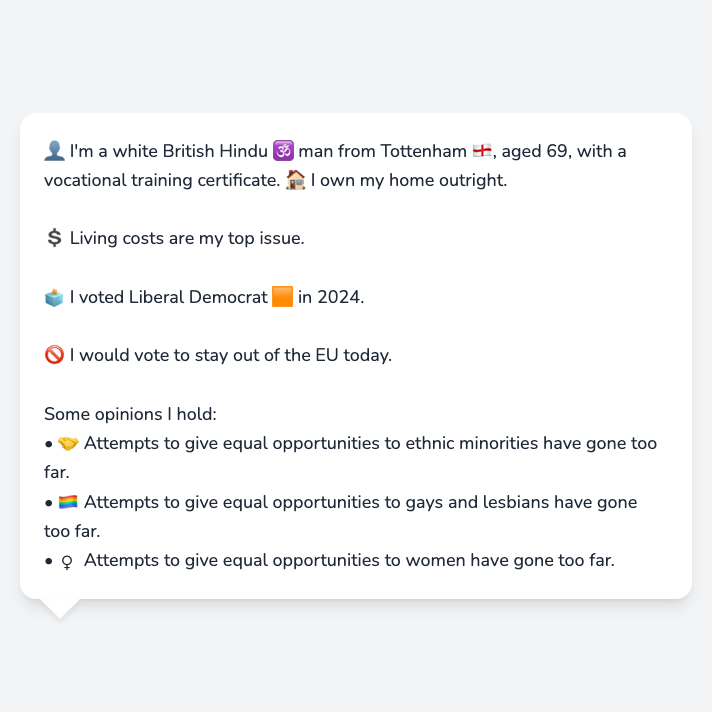 👤 I'm a white British Hindu 🕉️ man from Tottenham 🏴󠁧󠁢󠁥󠁮󠁧󠁿, aged 69, with a
vocational training certificate. 🏠 I own my home outright.
💲 Living costs are my top issue.
🗳️ I voted Liberal Democrat 🟧 in 2024.
🚫 I would vote to stay out of the EU today.
Some opinions I hold:
• 🤝 Attempts to give equal opportunities to ethnic minorities have gone too
far.
• 🏳️‍🌈 Attempts to give equal opportunities to gays and lesbians have gone
too far.
• ♀ Attempts to give equal opportunities to women have gone too far.